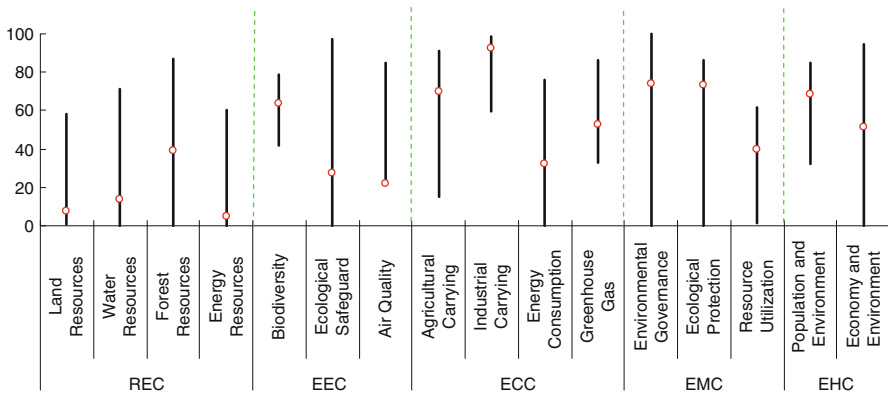 100
80
60
40
20
0
Land
Resources
Water
Resources
Forest
Resources
Energy
Resources
Biodiversity
Ecological
Safeguard
Air Quality
Agricultural
Carrying
Industrial
Carrying
Energy
Consumption
Greenhouse
Gas
Environmental
Governance
Ecological
Protection
Resource
Utilization
Population and
Environment
Economy and
Environment
REC
EEC
ECC
EMC
EHC